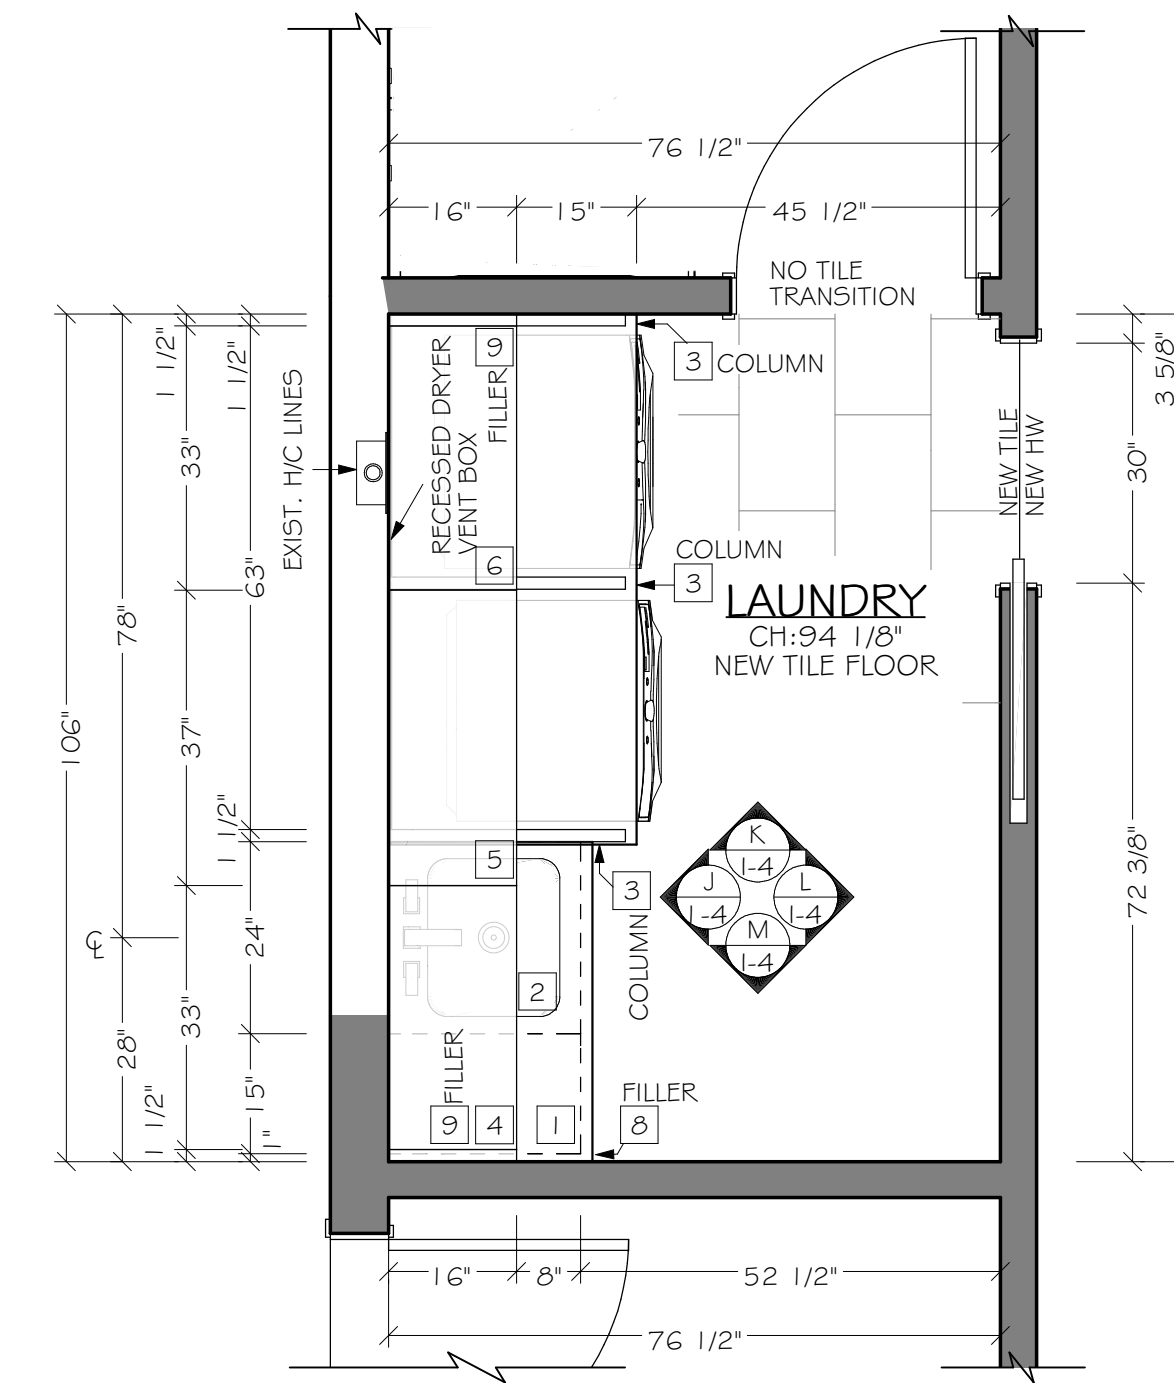 76 1/2"
16"
15"
45 1/2"
NO TILE
TRANSITION
9
FILLER
3
COLUMN
RECESSED DRYER
VENT BOX
6
COLUMN
3
EXIST. H/C LINES
LAUNDRY
CH:94 1/8"
NEW TILE FLOOR
NEW TILE
NEW HW
1 1/2"
1 1/2"
33"
63"
78"
106"
37"
1 1/2"
24"
33"
28"
1 1/2"
15"
1"
℄
3 5/8"
30"
72 3/8"
5
3
COLUMN
2
K
1-4
J
1-4
L
1-4
M
1-4
FILLER
9
4
1
FILLER
8
16"
8"
52 1/2"
76 1/2"